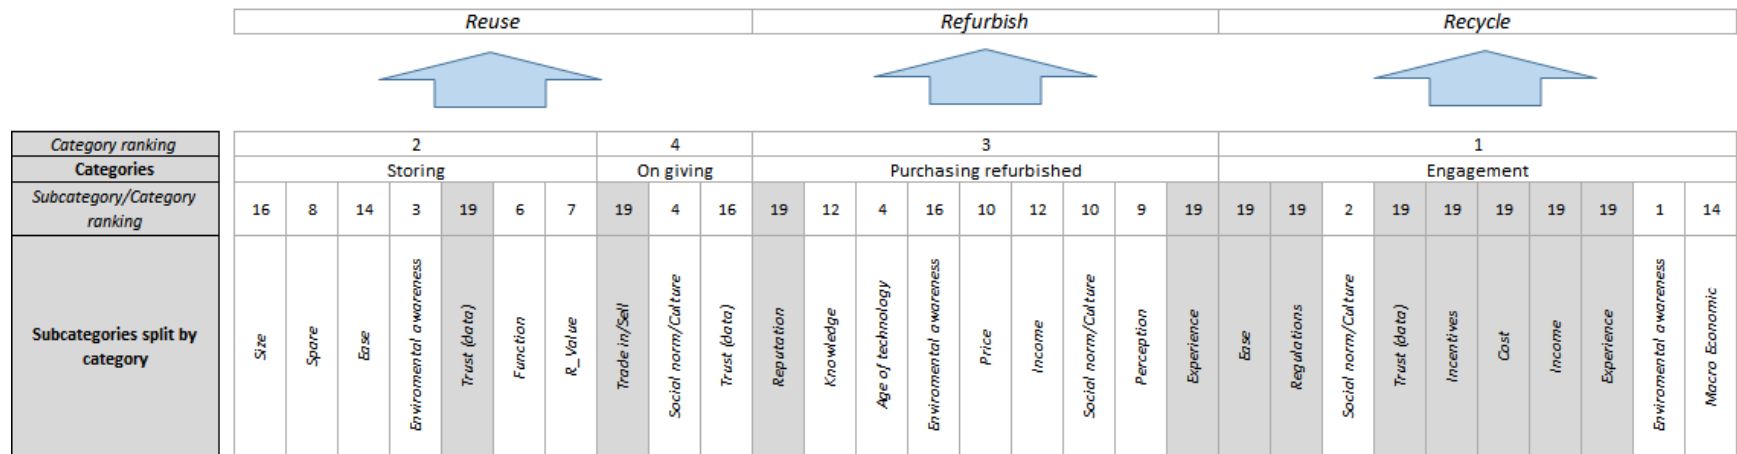 Reuse Refurbish Recycle
Category ranking 2 4 3 1
Categories Storing On giving Purchasing refurbished Engagement
Subcategory/Category
ranking
16 8 14 3 19 6 7 19 4 16 19 12 4 16 10 12 10 9 19 19 19 2 19 19 19 19 19 1 14
Subcategories split by
category
Size
Spare
Ease
Enviromental awareness
Trust (data)
Function
R_Value
Trade in/Sell
Social norm/Culture
Trust (data)
Reputation
Knowledge
Age of technology
Enviromental awareness
Price
Income
Social norm/Culture
Perception
Experience
Ease
Regulations
Social norm/Culture
Trust (data)
Incentives
Cost
Income
Experience
Enviromental awareness
Macro Economic